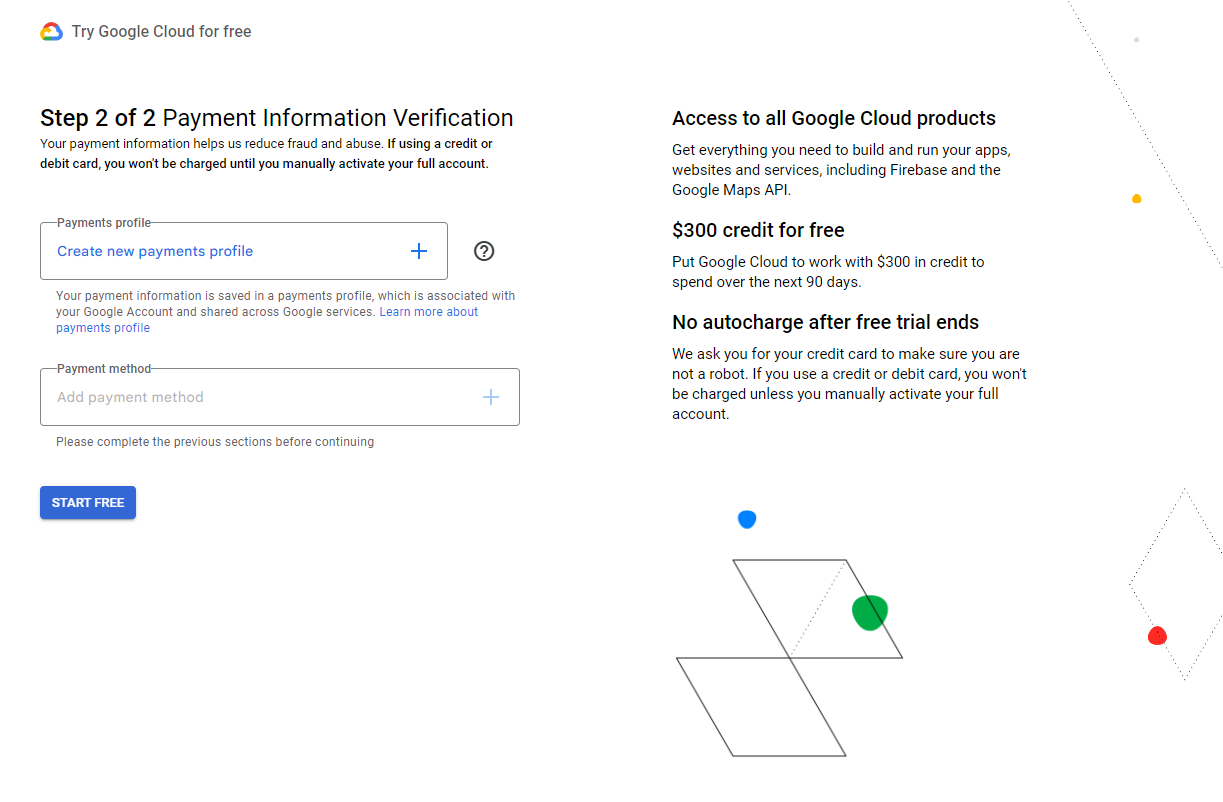 Try Google Cloud for free
Step 2 of 2 Payment Information Verification
Your payment information helps us reduce fraud and abuse. If using a credit or
debit card, you won't be charged until you manually activate your full account.
Payments profile
Create new payments profile
Your payment information is saved in a payments profile, which is associated with
your Google Account and shared across Google services. Learn more about
payments profile
Payment method
Add payment method
Please complete the previous sections before continuing
START FREE
Access to all Google Cloud products
Get everything you need to build and run your apps,
websites and services, including Firebase and the
Google Maps API.
$300 credit for free
Put Google Cloud to work with $300 in credit to
spend over the next 90 days.
No autocharge after free trial ends
We ask you for your credit card to make sure you are
not a robot. If you use a credit or debit card, you won't
be charged unless you manually activate your full
account.